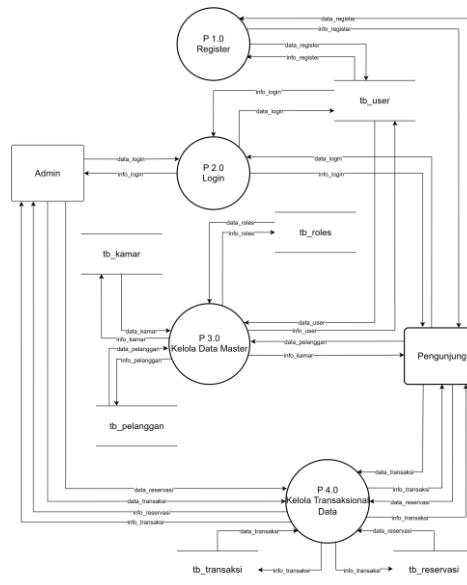 data_register
info_register
P 1.0
Register
data_register
info_register
tb_user
info_login
data_login
Admin
data_login
info_login
P 2.0
Login
data_login
info_login
data_roles
info_roles
tb_roles
tb_kamar
data_user
info_user
data_kamar
info_kamar
data_pelanggan
info_pelanggan
P 3.0
Kelola Data Master
data_pelanggan
info_kamar
Pengunjung
tb_pelanggan
P 4.0
Kelola Transaksional
Data
data_transaksi
info_transaksi
data_reservasi
info_transaksi
data_reservasi
data_transaksi
info_reservasi
info_transaksi
data_transaksi
data_reservasi
tb_transaksi
info_transaksi
info_transaksi
tb_reservasi